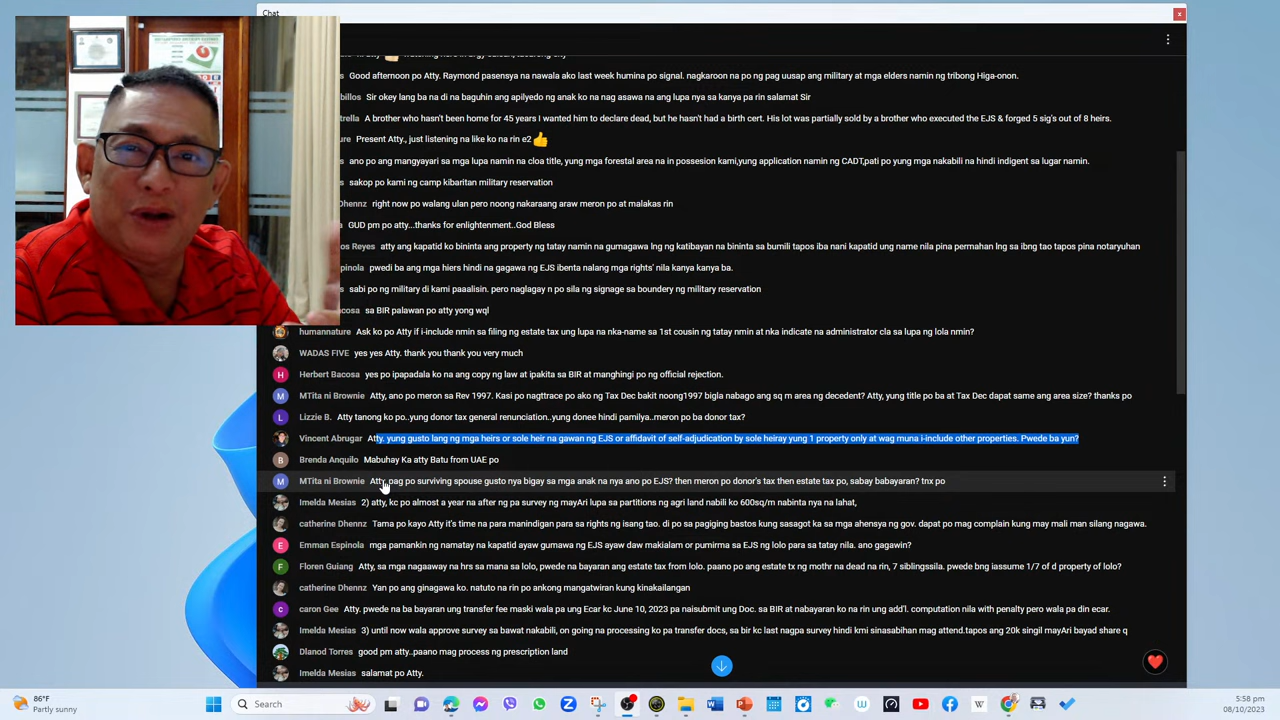 Chat
Good afternoon po Atty. Raymond pasensya na nawala ako last week humina po signal. nagkaroon na po ng pag uusap ang military at mga elders namin ng tribong Higa-onon.
billos Sir okey lang ba na di na baguhin ang apilyedo ng anak ko na nag asawa na ang lupa nya sa kanya pa rin salamat Sir
trella A brother who hasn't been home for 45 years I wanted him to declare dead, but he hasn't had a birth cert. His lot was partially sold by a brother who executed the EJS & forged 5 sig's out of 8 heirs.
ure Present Atty., just listening na like ko na rin e2
ano po ang mangyayari sa mga lupa namin na cloa title, yung mga forestal area na in possesion kami,yung application namin ng CADT,pati po yung mga nakabili na hindi indigent sa lugar namin.
sakop po kami ng camp kibaritan military reservation
Dhennz right now po walang ulan pero noong nakaraang araw meron po at malakas rin
GUD pm po atty...thanks for enlightenment..God Bless
os Reyes atty ang kapatid ko bininta ang property ng tatay namin na gumagawa lng ng katibayan na bininta sa bumili tapos iba nani kapatid ung name nila pina permahan lng sa ibng tao tapos pina notaryuhan
pinola pwedi ba ang mga hiers hindi na gagawa ng EJS ibenta nalang mga rights' nila kanya kanya ba.
sabi po ng military di kami paaalisin. pero naglagay n po sila ng signage sa boundery ng military reservation
acosa sa BIR palawan po atty yong wql
humannature Ask ko po Atty if i-include nmin sa filing ng estate tax ung lupa na nka-name sa 1st cousin ng tatay nmin at nka indicate na administrator cla sa lupa ng lola nmin?
WADAS FIVE yes yes Atty. thank you thank you very much
H Herbert Bacosa yes po ipapadala ko na ang copy ng law at ipakita sa BIR at manghingi po ng official rejection.
M MTita ni Brownie Atty, ano po meron sa Rev 1997. Kasi po nagtrace po ako ng Tax Dec bakit noong1997 bigla nabago ang sq m area ng decedent? Atty, yung title po ba at Tax Dec dapat same ang area size? thanks po
L Lizzie B. Atty tanong ko po..yung donor tax general renunciation..yung donee hindi pamilya..meron po ba donor tax?
Vincent Abrugar Atty. yung gusto lang ng mga heirs or sole heir na gawan ng EJS or affidavit of self-adjudication by sole heiray yung 1 property only at wag muna i-include other properties. Pwede ba yun?
B Brenda Anquilo Mabuhay Ka atty Batu from UAE po
M MTita ni Brownie Atty, pag po surviving spouse gusto nya bigay sa mga anak na nya ano po EJS? then meron po donor's tax then estate tax po, sabay babayaran? tnx po
Imelda Mesias 2) atty, kc po almost a year na after ng pa survey ng mayAri lupa sa partitions ng agri land nabili ko 600sq/m nabinta nya na lahat,
catherine Dhennz Tama po kayo Atty it's time na para manindigan para sa rights ng isang tao. di po sa pagiging bastos kung sasagot ka sa mga ahensya ng gov. dapat po mag complain kung may mali man silang nagawa.
E Emman Espinola mga pamankin ng namatay na kapatid ayaw gumawa ng EJS ayaw daw makialam or pumirma sa EJS ng lolo para sa tatay nila. ano gagawin?
F Floren Guiang Atty, sa mga nagaaway na hrs sa mana sa lolo, pwede na bayaran ang estate tax from lolo. paano po ang estate tx ng mothr na dead na rin, 7 siblingssila. pwede bng iassume 1/7 of d property of lolo?
catherine Dhennz Yan po ang ginagawa ko. natuto na rin po ankong mangatwiran kung kinakailangan
c caron Gee Atty. pwede na ba bayaran ung transfer fee maski wala pa ung Ecar kc June 10, 2023 pa naisubmit ung Doc. sa BIR at nabayaran ko na rin ung add'l. computation nila with penalty pero wala pa din ecar.
Imelda Mesias 3) until now wala approve survey sa bawat nakabili, on going na processing ko pa transfer docs, sa bir kc last nagpa survey hindi kmi sinasabihan mag attend.tapos ang 20k singil mayAri bayad share q
Dlanod Torres good pm atty..paano mag process ng prescription land
Imelda Mesias salamat po Atty.
86°F
Partly sunny
Search
5:58 pm
08/10/2023